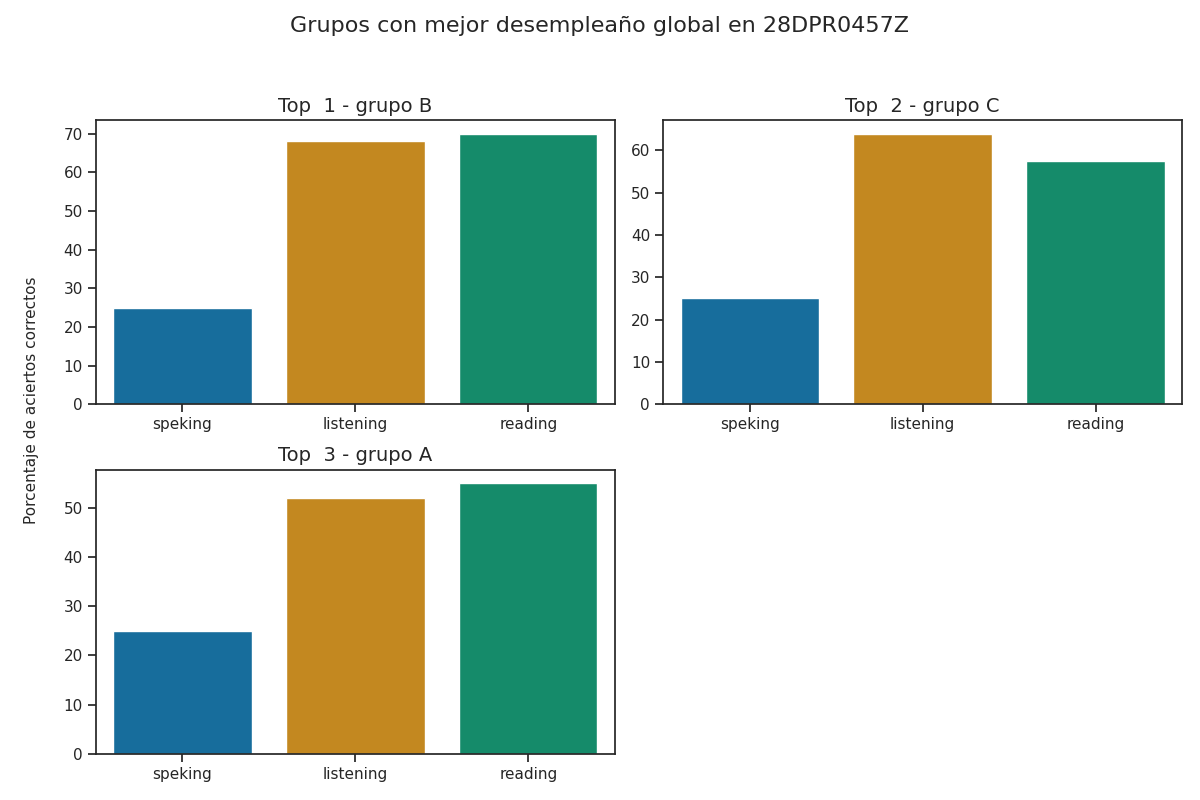 Grupos con mejor desempleaño global en 28DPR0457Z
Porcentaje de aciertos correctos
Top  1 - grupo B
70
60
50
40
30
20
10
0
speking listening reading
Top  2 - grupo C
60
50
40
30
20
10
0
speking listening reading
Top  3 - grupo A
50
40
30
20
10
0
speking listening reading